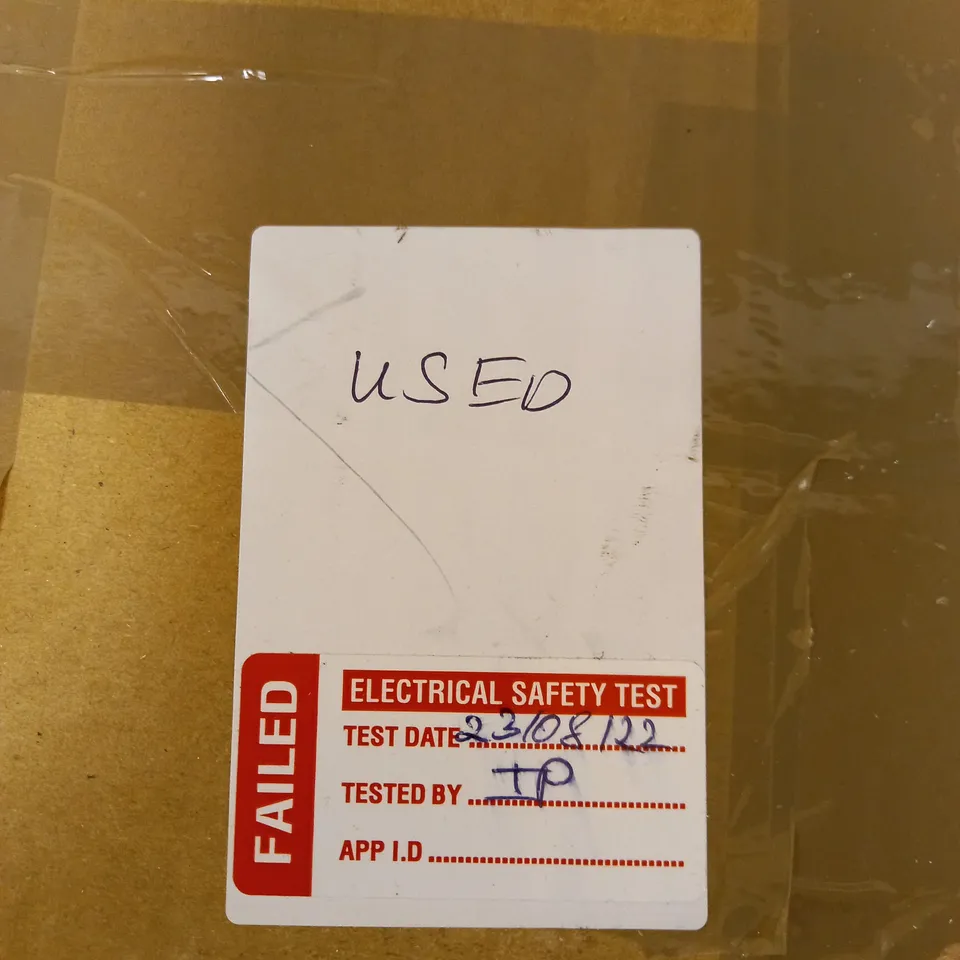 USED
FAILED
ELECTRICAL SAFETY TEST
TEST DATE 23/08/22
TESTED BY IP
APP I.D